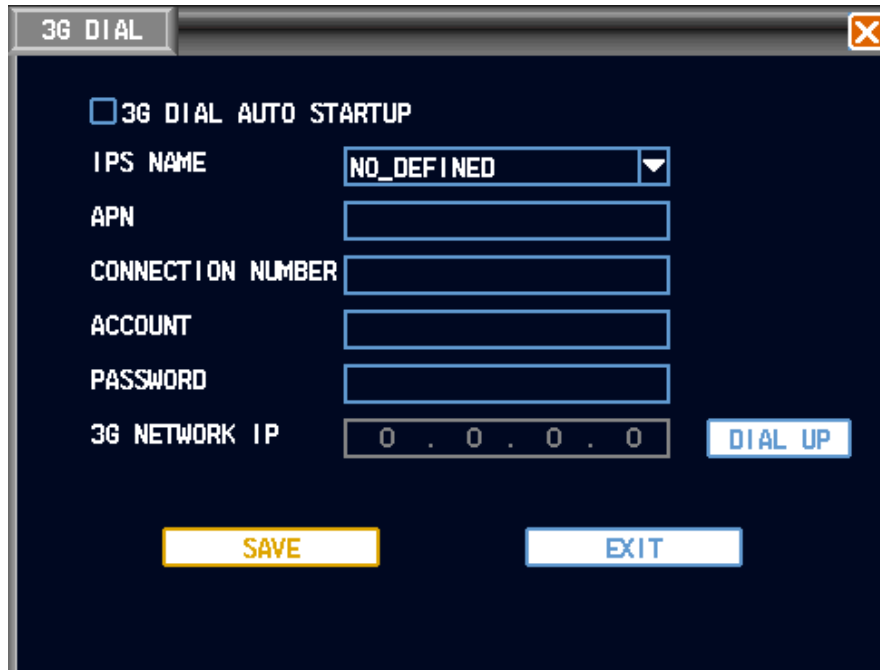 3G DIAL
3G DIAL AUTO STARTUP
IPS NAME NO_DEFINED
APN
CONNECTION NUMBER
ACCOUNT
PASSWORD
3G NETWORK IP 0 . 0 . 0 . 0 DIAL UP
SAVE EXIT